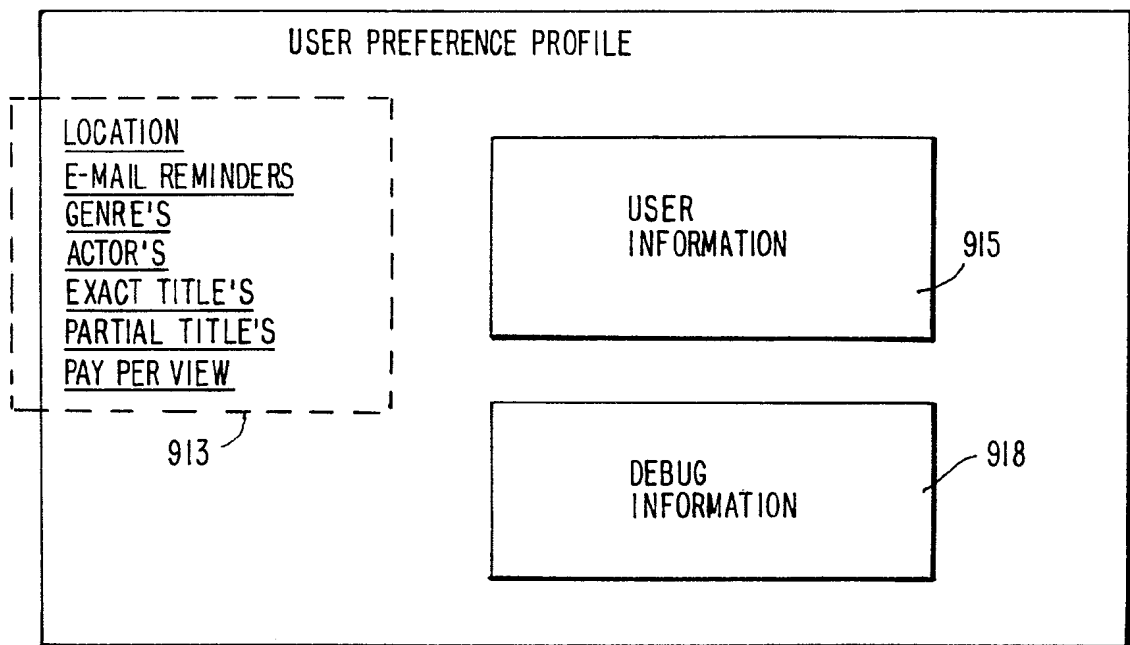 USER PREFERENCE PROFILE
LOCATION
E-MAIL REMINDERS
GENRE'S
ACTOR'S
EXACT TITLE'S
PARTIAL TITLE'S
PAY PER VIEW
913
USER
INFORMATION
915
DEBUG
INFORMATION
918